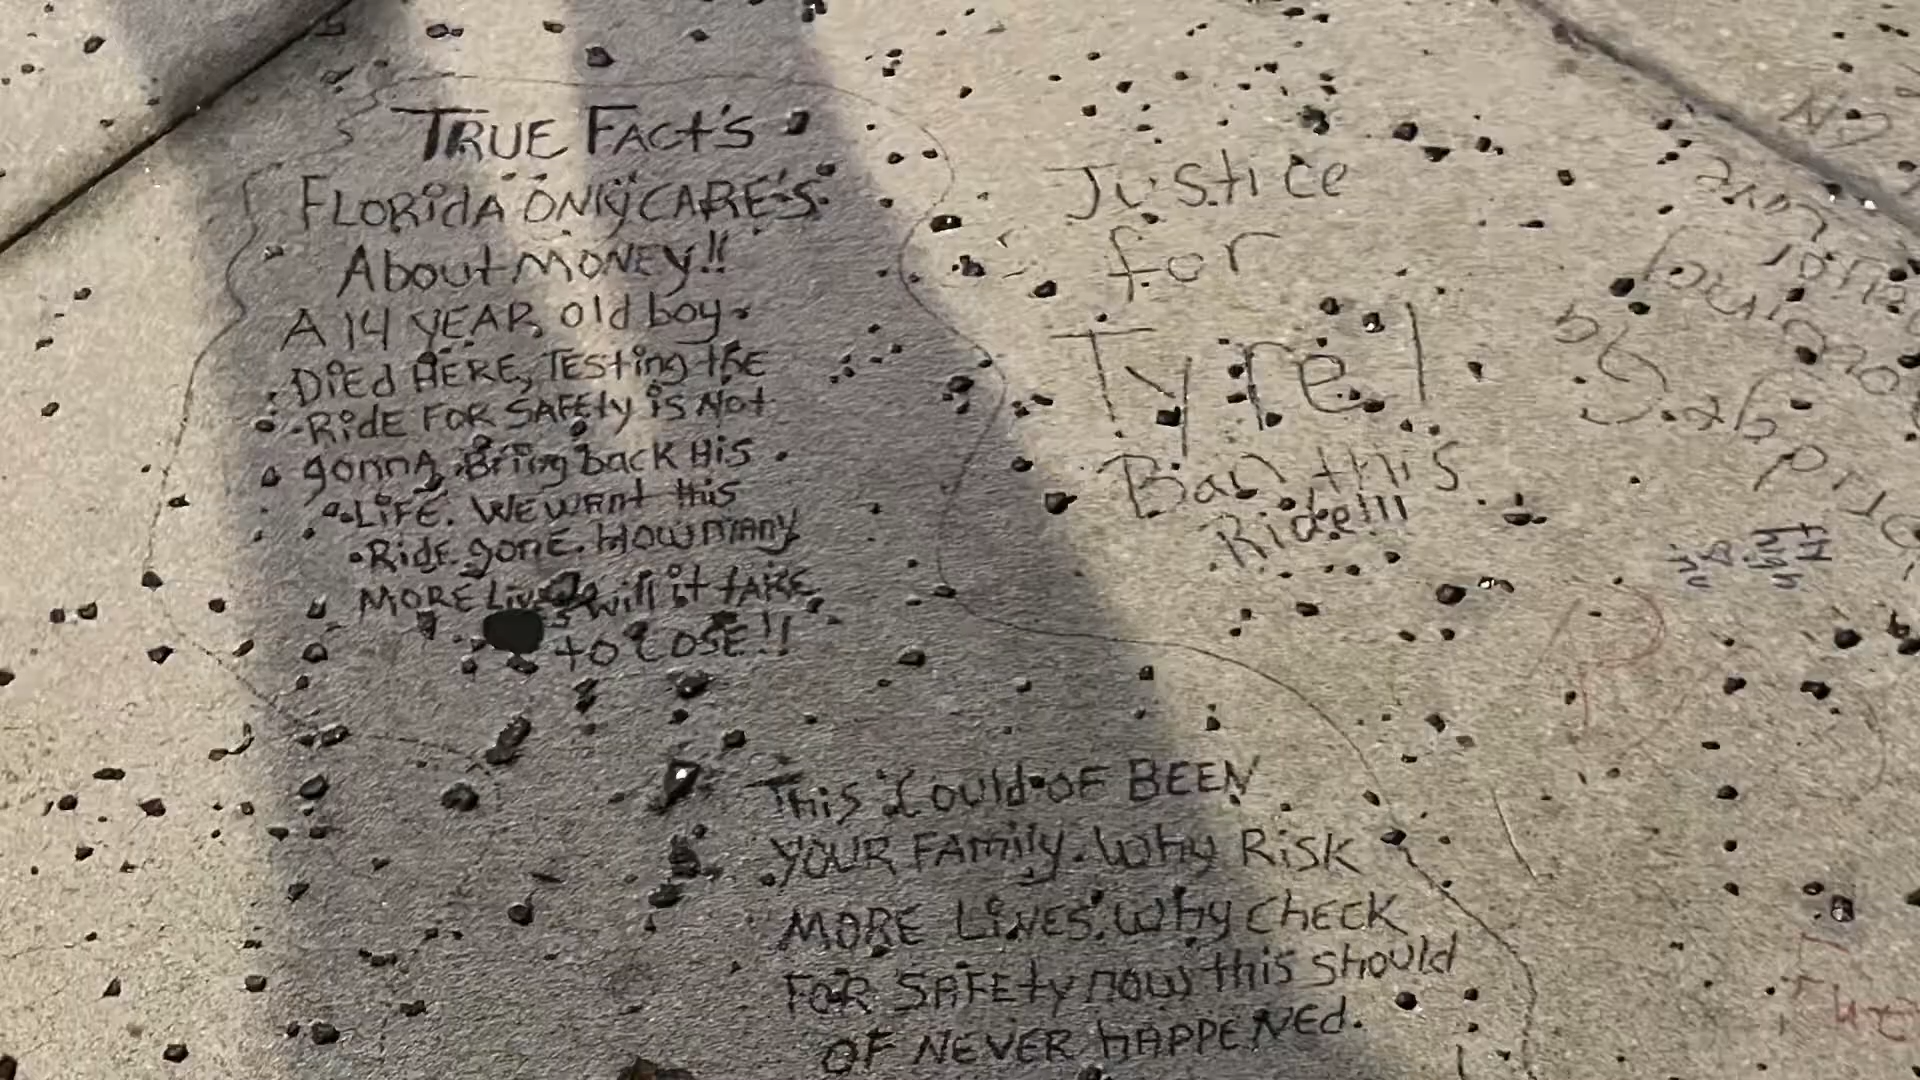 TRUE FACt's
FLORidA ONly CARE'S
About MONEY!!
A 14 YEAR old boy
DiEd HERE, TESting the
RidE FOR SAFEty is Not
gonnA Bring back His
LIFE. WE want this
RidE gonE. How many
MORE Lives will it tAKE
to LOSE!!
Justice
for
Tyrel
Ban this
Ride!!!
This Could OF BEEN
YOUR FAmily. Why RiSK
MORE LiVES. Why CHECK
FOR SAFEty now this should
OF NEVER HAPPENEd.